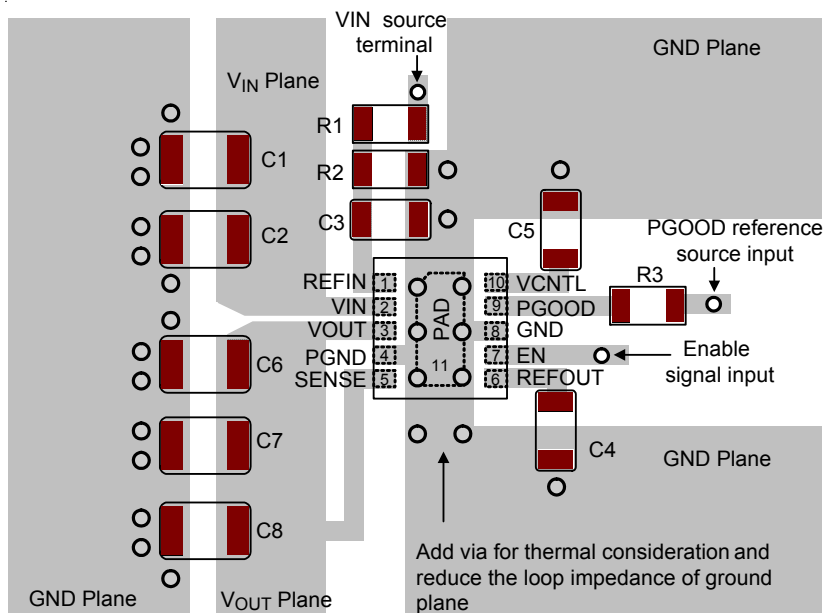 VIN source
terminal
GND Plane
VIN Plane
R1
C1
R2
C5
PGOOD reference
source input
C2
C3
R3
REFIN
1
10
VCNTL
VIN
2
9
PGOOD
VOUT
3
PAD
8
GND
PGND
4
11
7
EN
Enable
signal input
SENSE
5
6
REFOUT
C6
C7
C4
GND Plane
C8
Add via for thermal consideration and
reduce the loop impedance of ground
plane
GND Plane
VOUT Plane